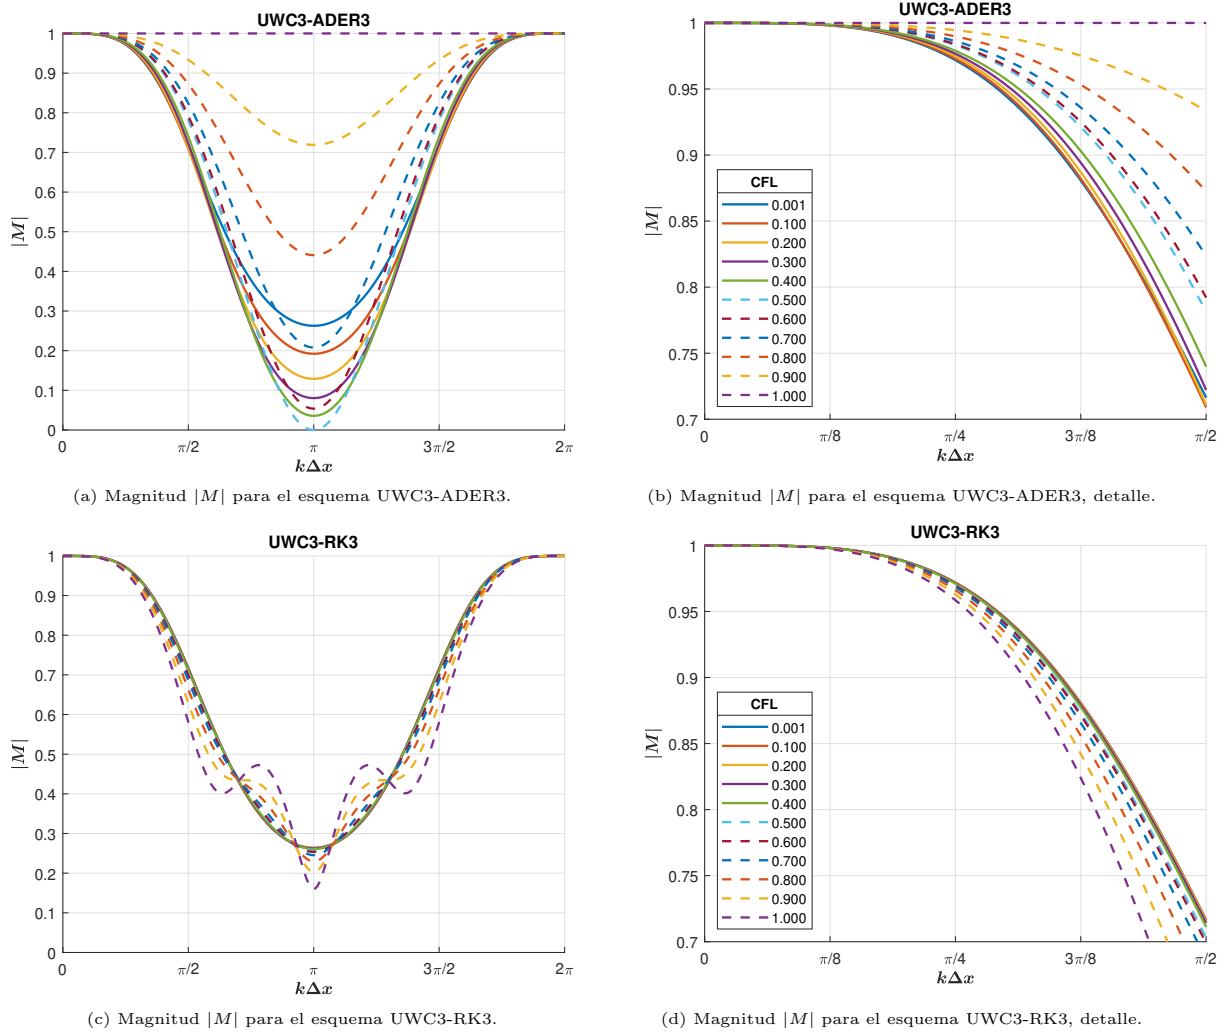 UWC3-ADER3
1
0.9
0.8
0.7
0.6
0.5
0.4
0.3
0.2
0.1
0
|M|
0 π/2 π 3π/2 2π
kΔx
(a) Magnitud |M| para el esquema UWC3-ADER3.
UWC3-ADER3
1
0.95
0.9
0.85
0.8
0.75
0.7
|M|
CFL
0.001
0.100
0.200
0.300
0.400
0.500
0.600
0.700
0.800
0.900
1.000
0 π/8 π/4 3π/8 π/2
kΔx
(b) Magnitud |M| para el esquema UWC3-ADER3, detalle.
UWC3-RK3
1
0.9
0.8
0.7
0.6
0.5
0.4
0.3
0.2
0.1
0
|M|
0 π/2 π 3π/2 2π
kΔx
(c) Magnitud |M| para el esquema UWC3-RK3.
UWC3-RK3
1
0.95
0.9
0.85
0.8
0.75
0.7
|M|
CFL
0.001
0.100
0.200
0.300
0.400
0.500
0.600
0.700
0.800
0.900
1.000
0 π/8 π/4 3π/8 π/2
kΔx
(d) Magnitud |M| para el esquema UWC3-RK3, detalle.